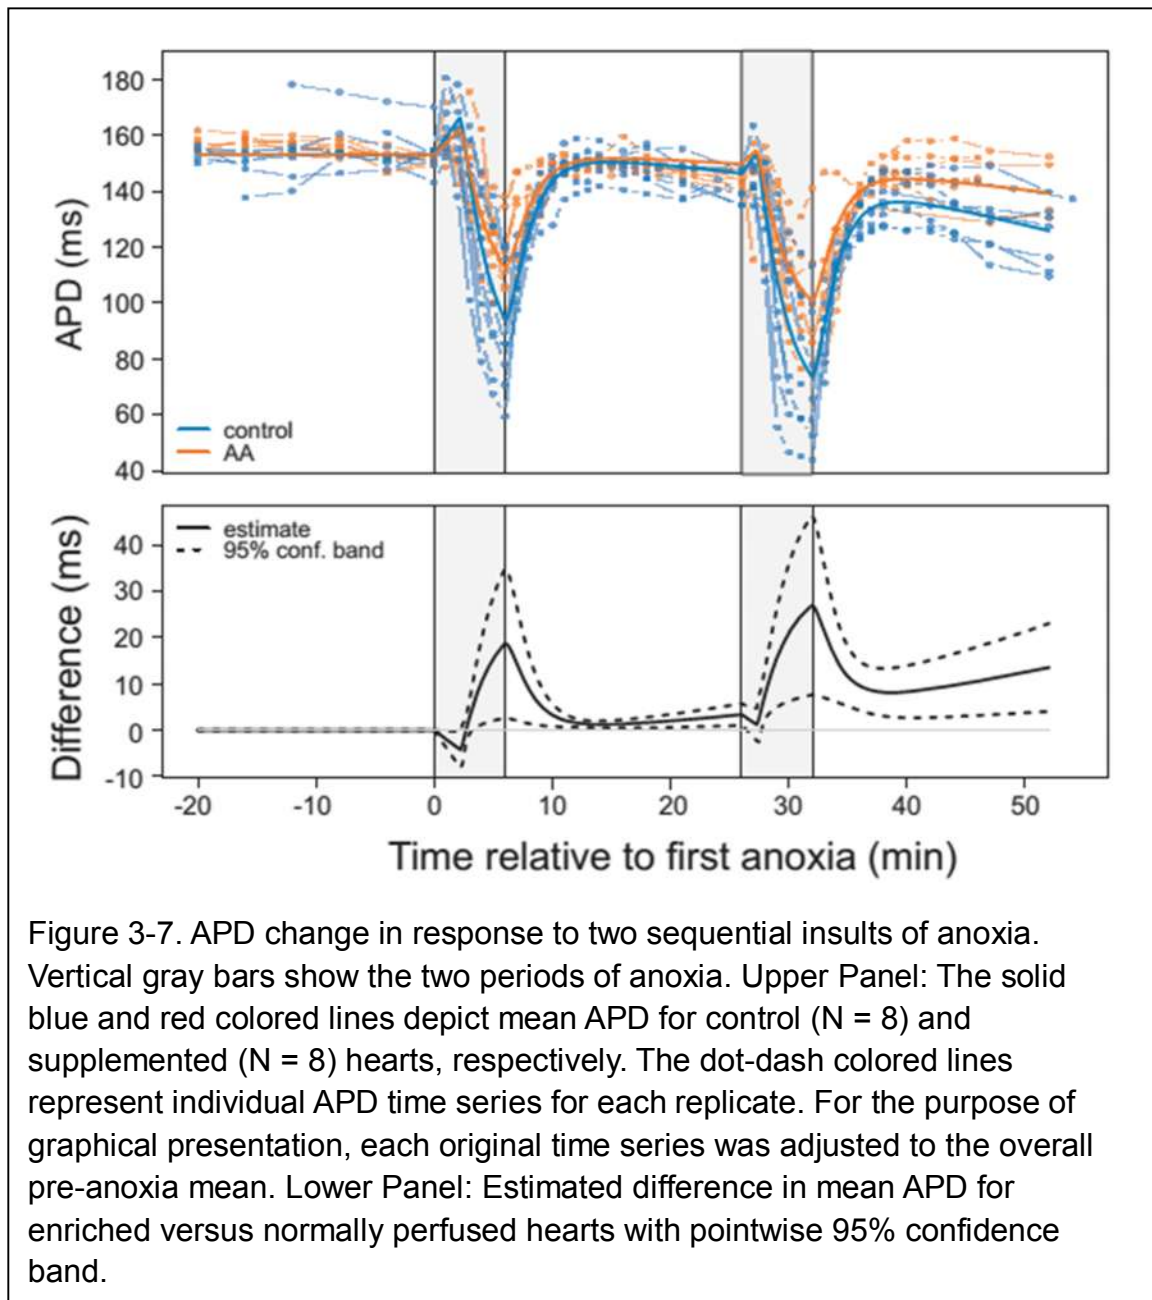 180
160
140
120
100
80
60
40
APD (ms)
control
AA
estimate
95% conf. band
40
30
20
10
0
-10
Difference (ms)
-20 -10 0 10 20 30 40 50
Time relative to first anoxia (min)
Figure 3-7. APD change in response to two sequential insults of anoxia.
Vertical gray bars show the two periods of anoxia. Upper Panel: The solid
blue and red colored lines depict mean APD for control (N = 8) and
supplemented (N = 8) hearts, respectively. The dot-dash colored lines
represent individual APD time series for each replicate. For the purpose of
graphical presentation, each original time series was adjusted to the overall
pre-anoxia mean. Lower Panel: Estimated difference in mean APD for
enriched versus normally perfused hearts with pointwise 95% confidence
band.